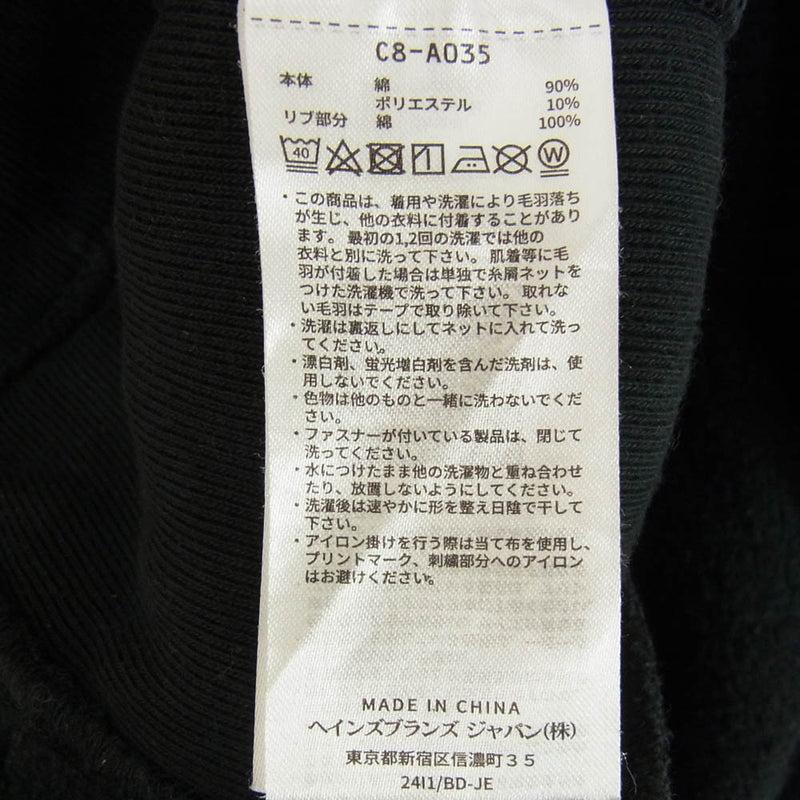 C8-A035
本体 綿 90%
ポリエステル 10%
リブ部分 綿 100%
40 W
・この商品は、着用や洗濯により毛羽落ち
が生じ、他の衣料に付着することがあり
ます。最初の1,2回の洗濯では他の
衣料と別に洗って下さい。肌着等に毛
羽が付着した場合は単独で糸屑ネットを
つけた洗濯機で洗って下さい。取れな
い毛羽はテープで取り除いて下さい。
・洗濯は裏返しにしてネットに入れて洗っ
てください。
・漂白剤、蛍光増白剤を含んだ洗剤は、使
用しないでください。
・色物は他のものと一緒に洗わないでくだ
さい。
・ファスナーが付いている製品は、閉じて
洗ってください。
・水につけたまま他の洗濯物と重ね合わせ
たり、放置しないようにしてください。
・洗濯後は速やかに形を整え日陰で干して
下さい。
・アイロン掛けを行う際は当て布を使用し、
プリントマーク、刺繍部分へのアイロン
はお避けください。
MADE IN CHINA
ヘインズブランズ ジャパン(株)
東京都新宿区信濃町35
24I1/BD-JE